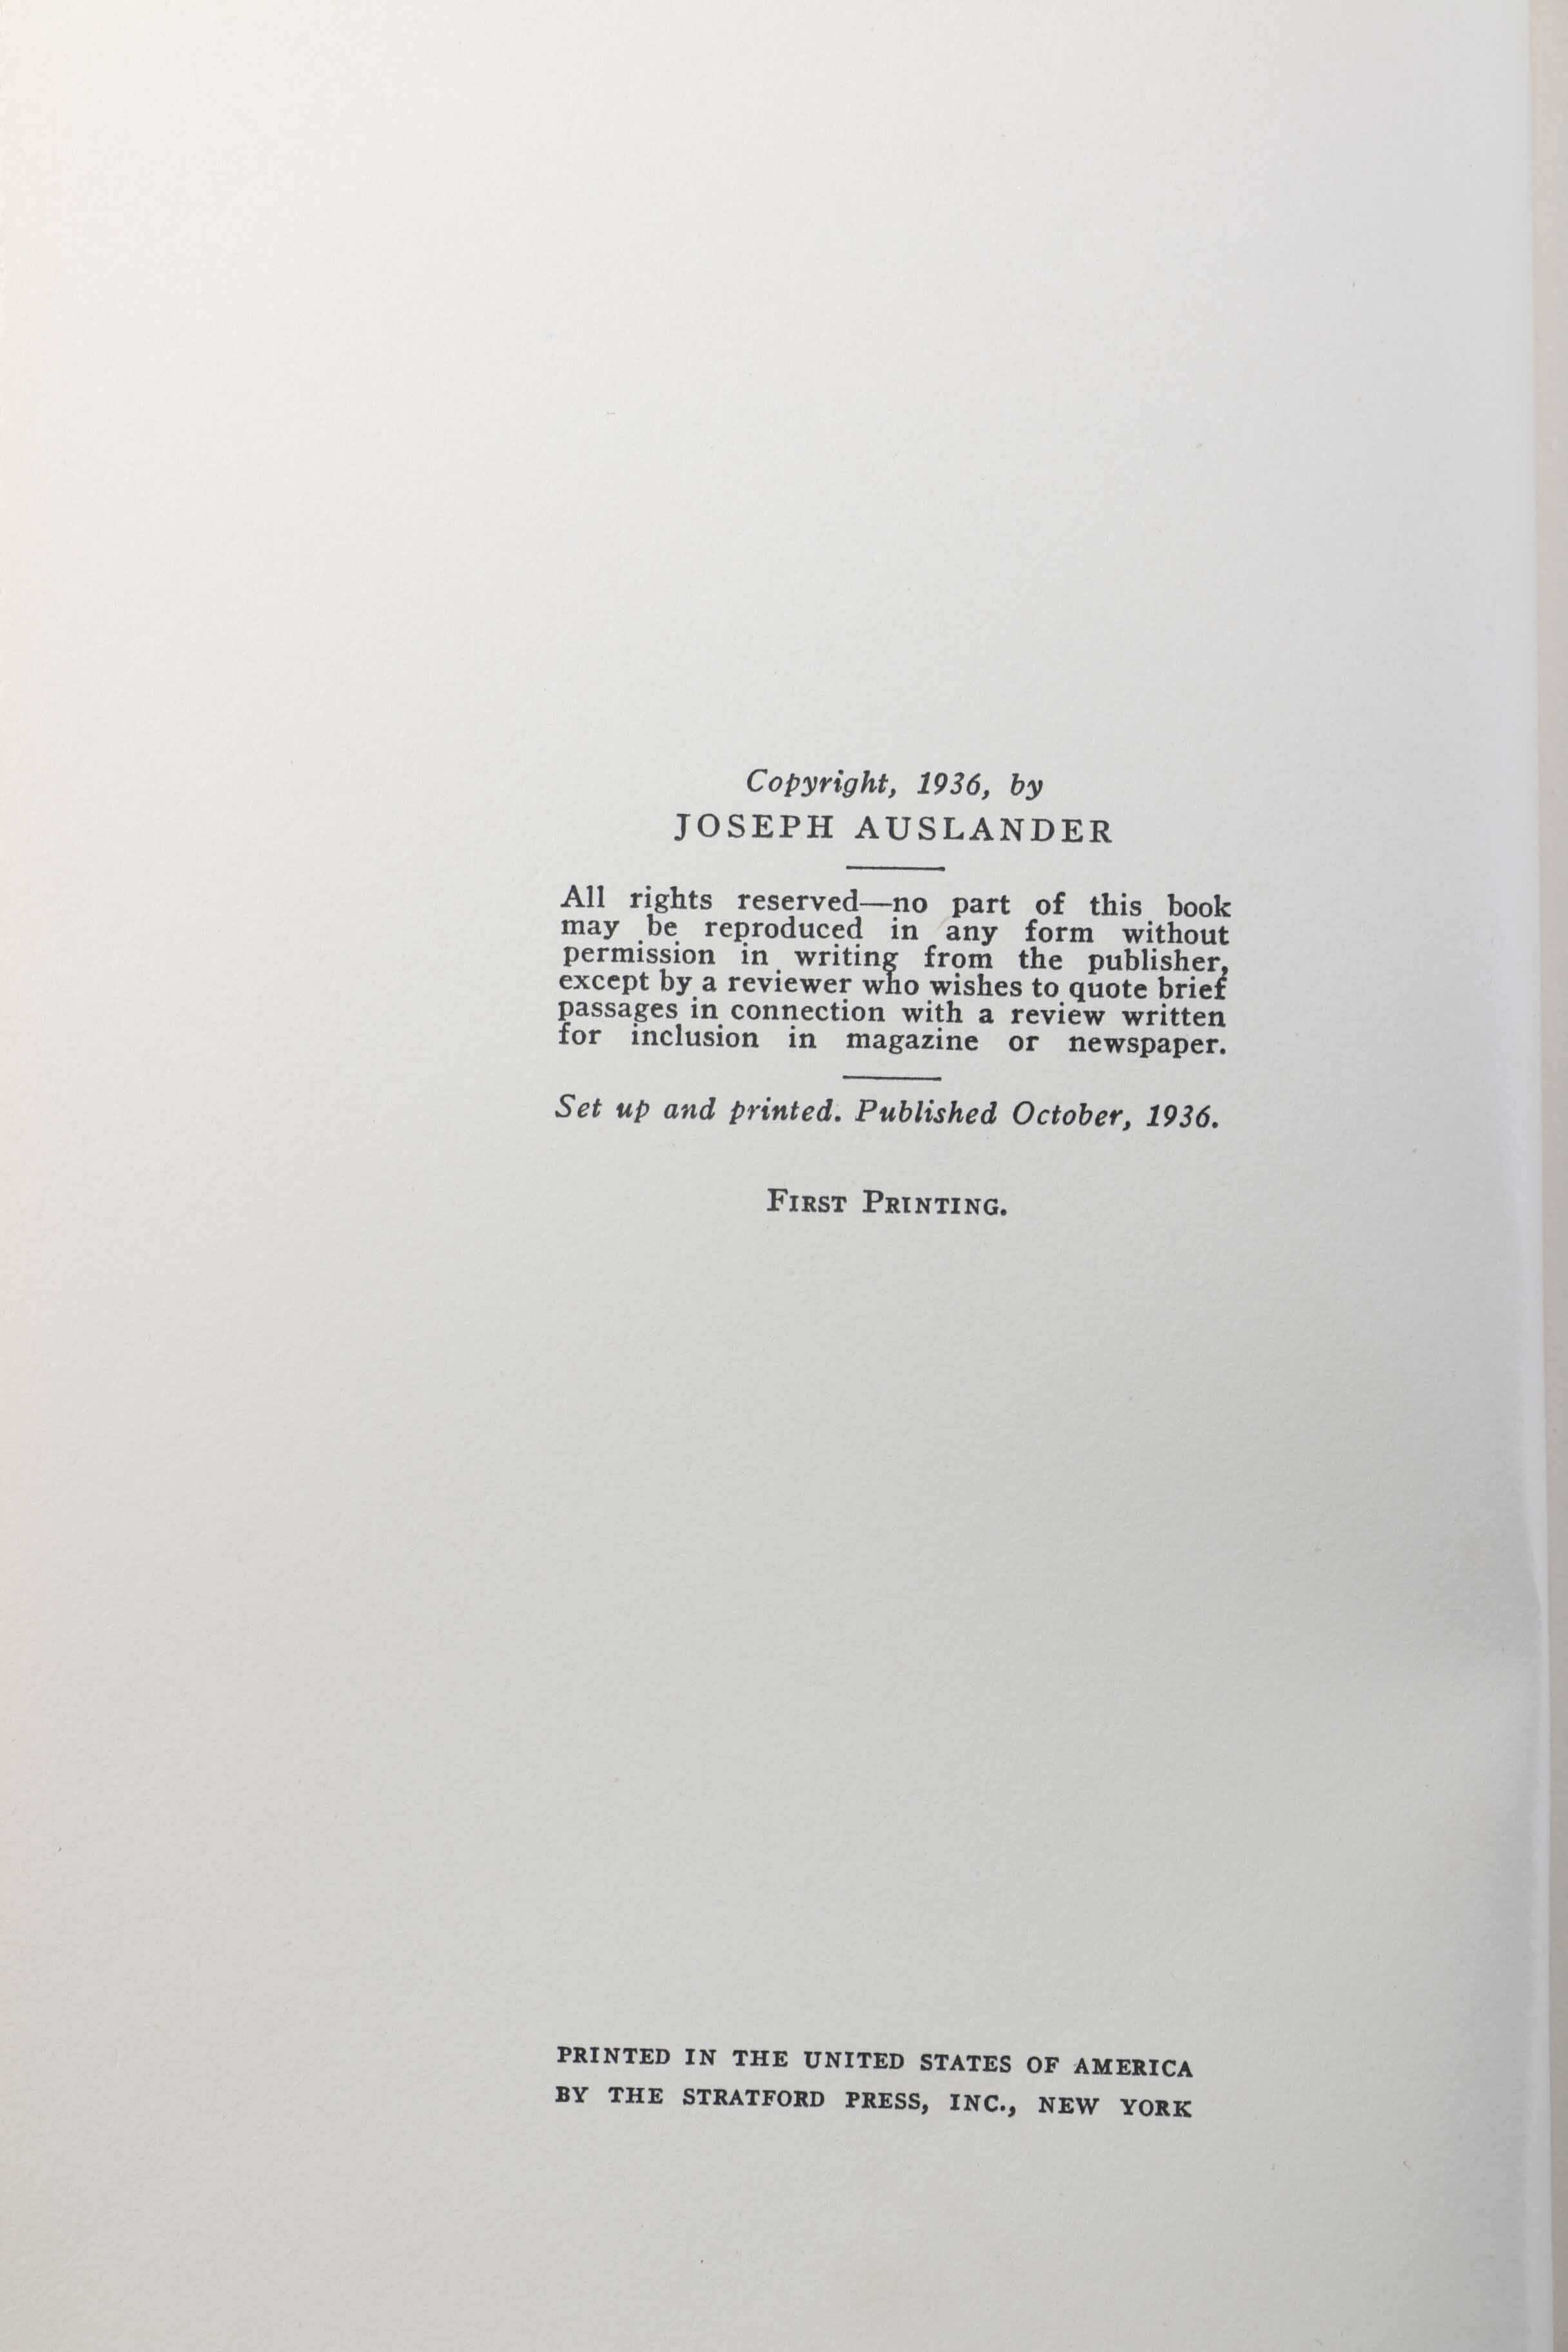 Copyright, 1936, by
JOSEPH AUSLANDER
All rights reserved—no part of this book
may be reproduced in any form without
permission in writing from the publisher,
except by a reviewer who wishes to quote brief
passages in connection with a review written
for inclusion in magazine or newspaper.
Set up and printed. Published October, 1936.
FIRST PRINTING.
PRINTED IN THE UNITED STATES OF AMERICA
BY THE STRATFORD PRESS, INC., NEW YORK